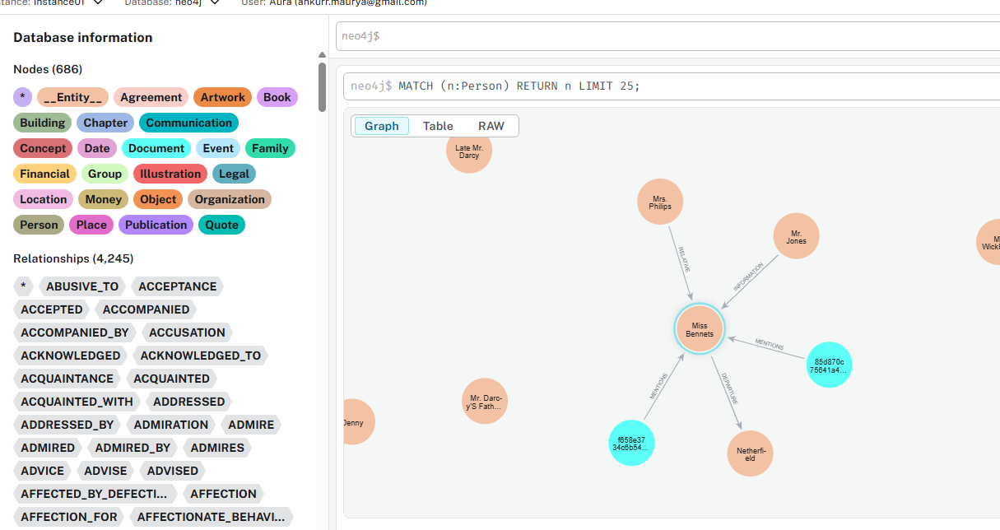 Instance: Instance01 Database: neo4j User: Aura (ankurr.maurya@gmail.com)
Database information
Nodes (686)
* __Entity__ Agreement Artwork Book
Building Chapter Communication
Concept Date Document Event Family
Financial Group Illustration Legal
Location Money Object Organization
Person Place Publication Quote
Relationships (4,245)
* ABUSIVE_TO ACCEPTANCE
ACCEPTED ACCOMPANIED
ACCOMPANIED_BY ACCUSATION
ACKNOWLEDGED ACKNOWLEDGED_TO
ACQUAINTANCE ACQUAINTED
ACQUAINTED_WITH ADDRESSED
ADDRESSED_BY ADMIRATION ADMIRE
ADMIRED ADMIRED_BY ADMIRES
ADVICE ADVISE ADVISED
AFFECTED_BY_DEFECTI... AFFECTION
AFFECTION_FOR AFFECTIONATE_BEHAVI...
neo4j$
neo4j$ MATCH (n:Person) RETURN n LIMIT 25;
Graph Table RAW
Late Mr.
Darcy
Mrs.
Philips
Mr.
Jones
M
Wickh
RELATIVE
INFORMATION
Miss
Bennets
MENTIONS
85d870c
75641a4...
MENTIONS
DEPARTURE
Mr. Darc-
y'S Fath...
Denny
f658e37
34c6b54...
Netherfi-
eld